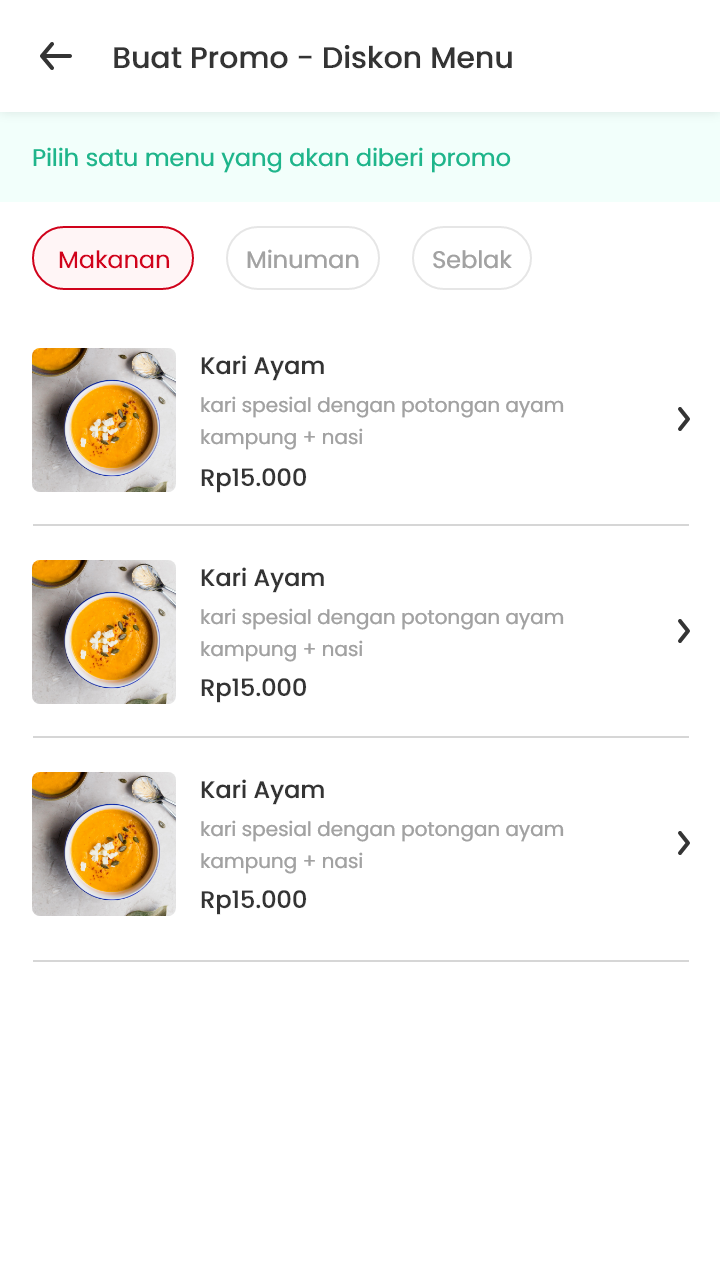 Buat Promo - Diskon Menu
Pilih satu menu yang akan diberi promo
Makanan
Minuman
Seblak
Kari Ayam
kari spesial dengan potongan ayam
kampung + nasi
Rp15.000
Kari Ayam
kari spesial dengan potongan ayam
kampung + nasi
Rp15.000
Kari Ayam
kari spesial dengan potongan ayam
kampung + nasi
Rp15.000